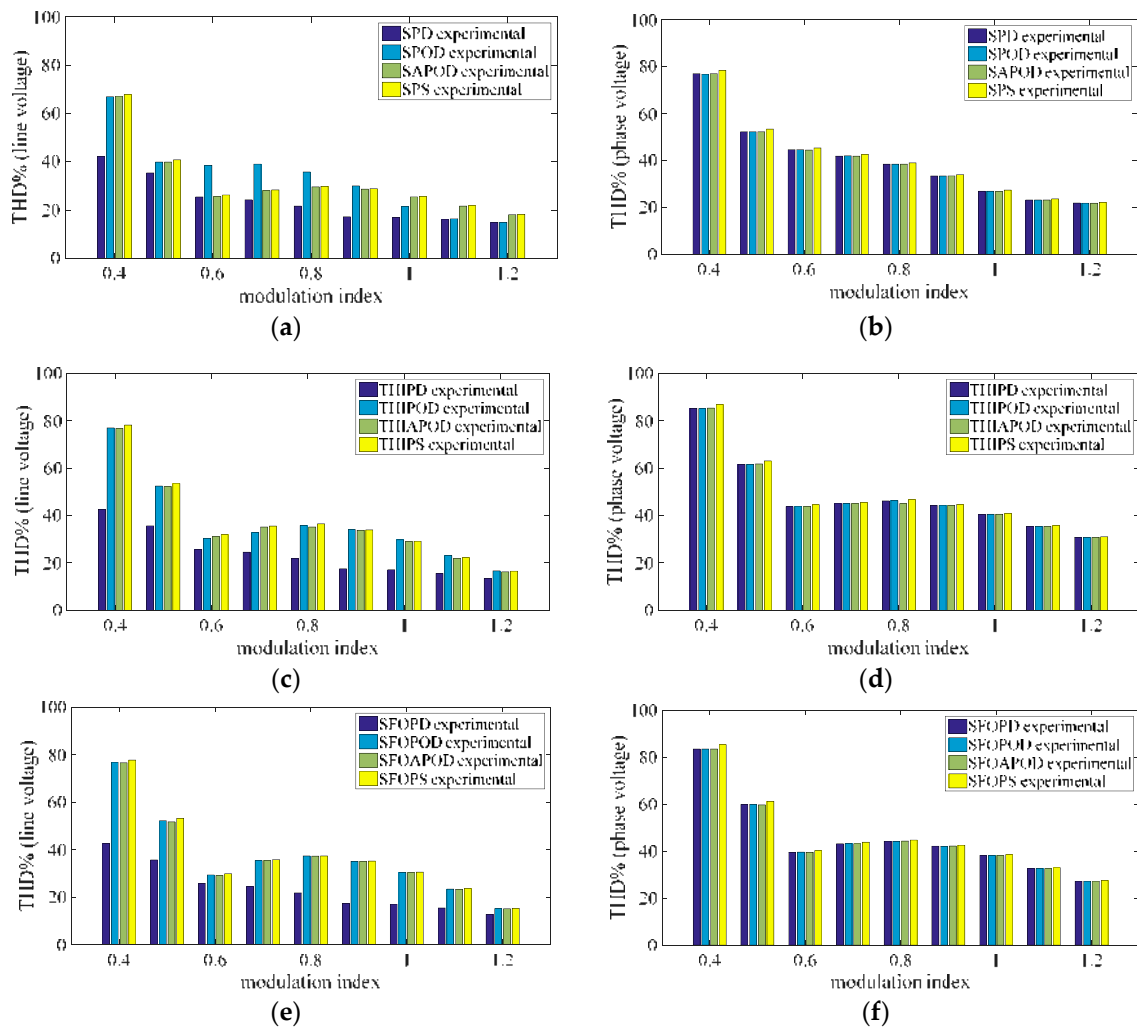 100
80
60
40
20
0
THD% (line voltage)
SPD experimental
SPOD experimental
SAPOD experimental
SPS experimental
0.4
0.6
0.8
1
1.2
modulation index
(a)
100
80
60
40
20
0
THD% (phase voltage)
SPD experimental
SPOD experimental
SAPOD experimental
SPS experimental
0.4
0.6
0.8
1
1.2
modulation index
(b)
100
80
60
40
20
0
THD% (line voltage)
THIPD experimental
THIPOD experimental
THIAPOD experimental
THIPS experimental
0.4
0.6
0.8
1
1.2
modulation index
(c)
100
80
60
40
20
0
THD% (phase voltage)
THIPD experimental
THIPOD experimental
THIAPOD experimental
THIPS experimental
0.4
0.6
0.8
1
1.2
modulation index
(d)
100
80
60
40
20
0
THD% (line voltage)
SFOPD experimental
SFOPOD experimental
SFOAPOD experimental
SFOPS experimental
0.4
0.6
0.8
1
1.2
modulation index
(e)
100
80
60
40
20
0
THD% (phase voltage)
SFOPD experimental
SFOPOD experimental
SFOAPOD experimental
SFOPS experimental
0.4
0.6
0.8
1
1.2
modulation index
(f)